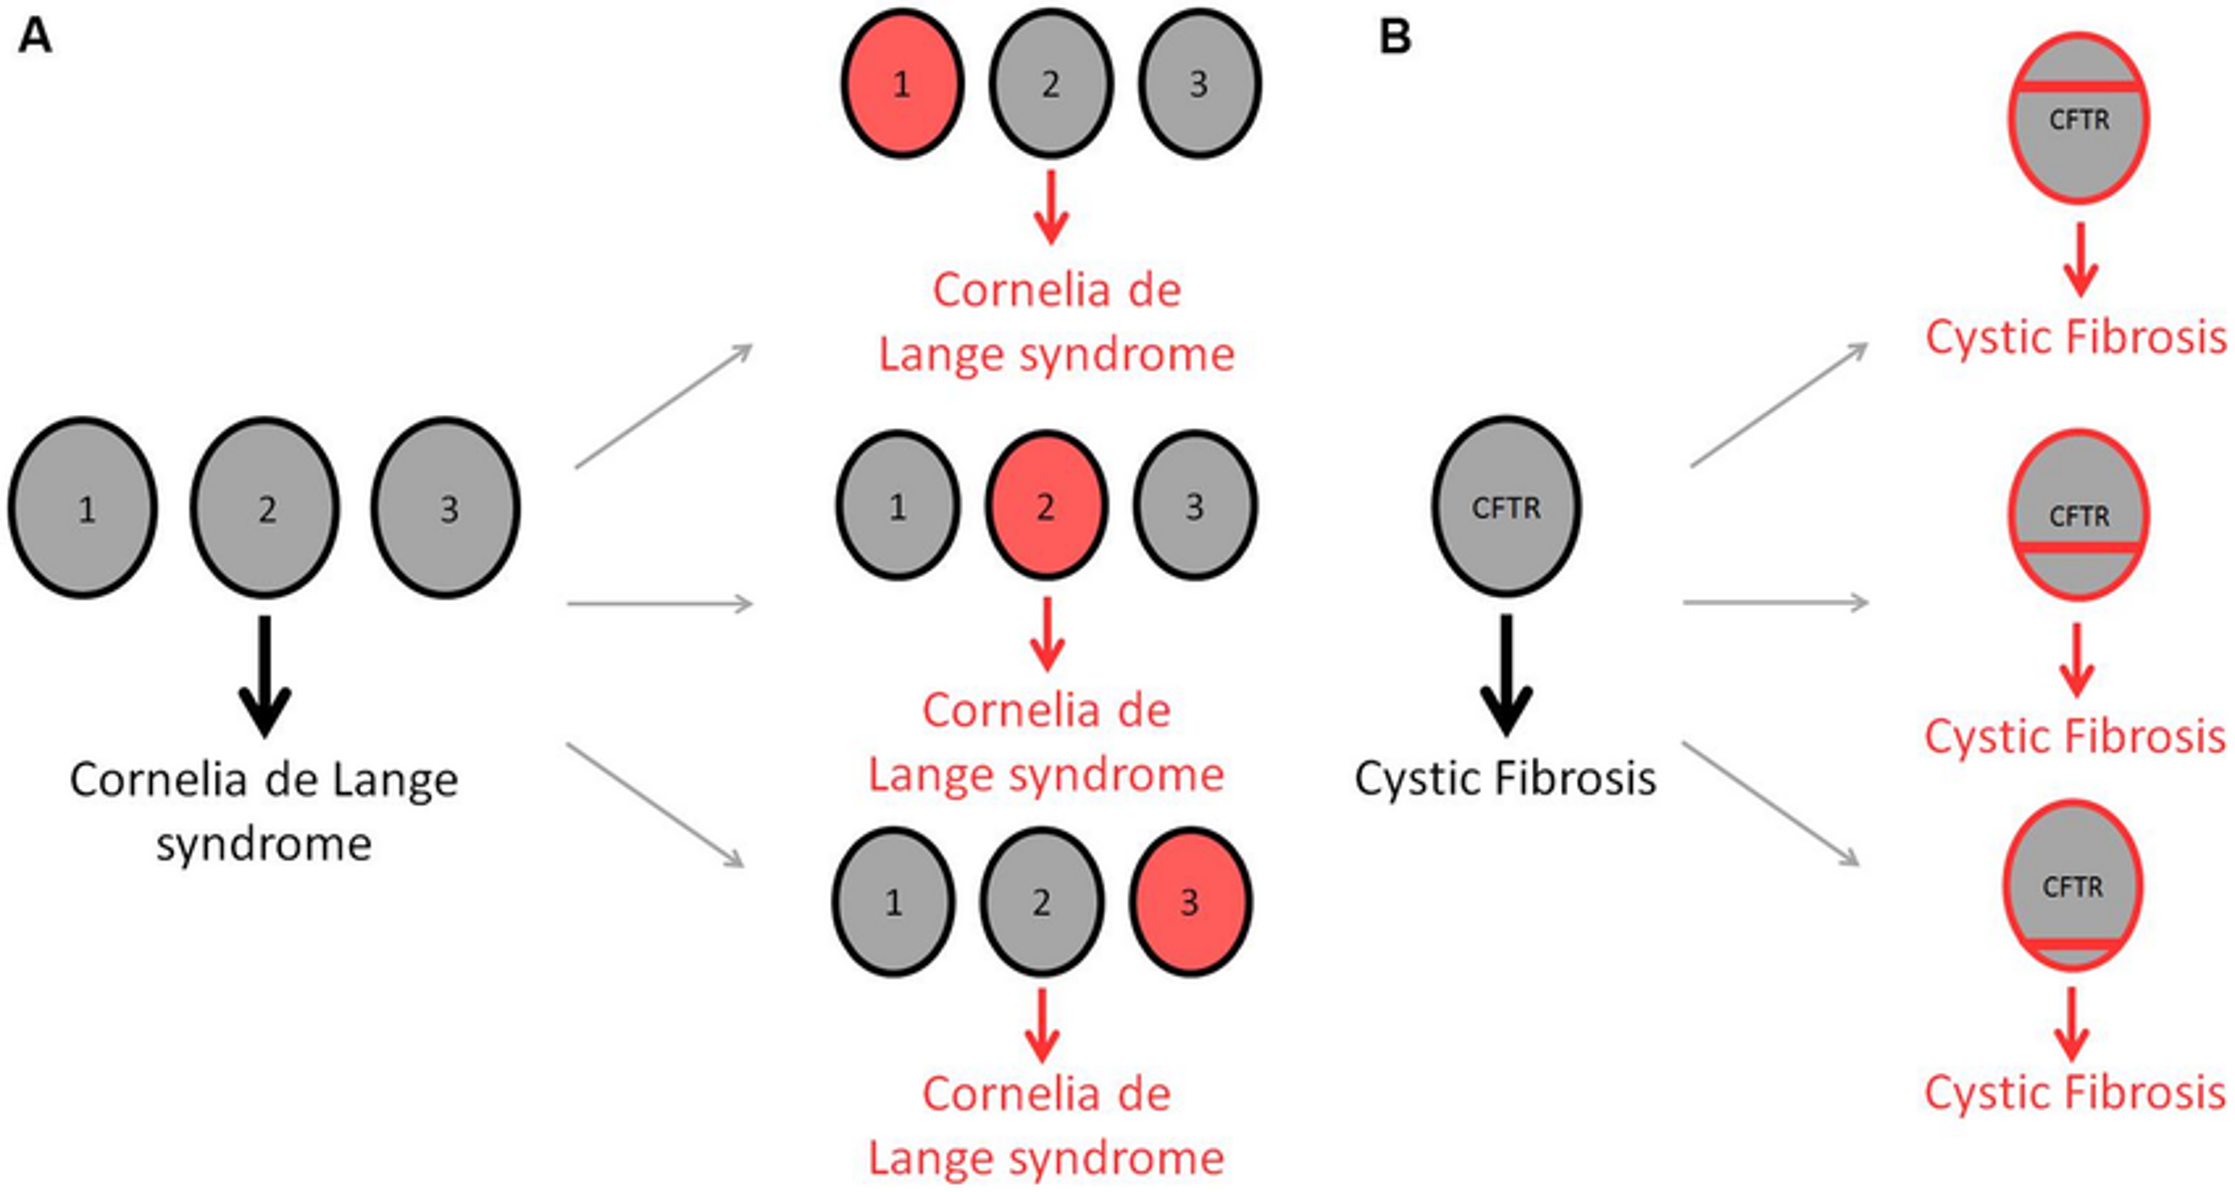 A
1 2 3
Cornelia de
Lange syndrome
1 2 3
Cornelia de Lange
syndrome
1 2 3
Cornelia de
Lange syndrome
1 2 3
Cornelia de
Lange syndrome
B
CFTR
Cystic Fibrosis
CFTR
Cystic Fibrosis
CFTR
Cystic Fibrosis
CFTR
Cystic Fibrosis